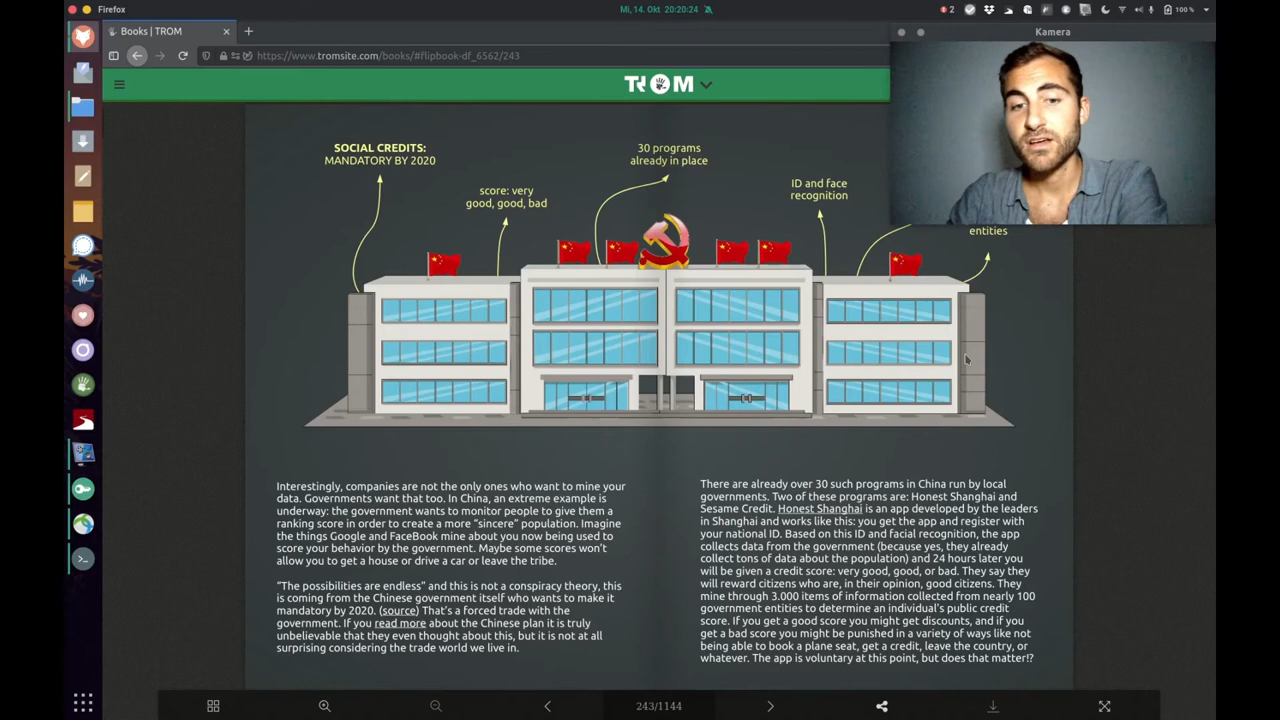 Firefox
Mi, 14. Okt 20:20:24
2
100 %
Books | TROM
https://www.tromsite.com/books/#flipbook-df_6562/243
Kamera
TROM
SOCIAL CREDITS:
MANDATORY BY 2020
score: very
good, good, bad
30 programs
already in place
ID and face
recognition
entities
Interestingly, companies are not the only ones who want to mine your
data. Governments want that too. In China, an extreme example is
underway: the government wants to monitor people to give them a
ranking score in order to create a more “sincere” population. Imagine
the things Google and FaceBook mine about you now being used to
score your behavior by the government. Maybe some scores won’t
allow you to get a house or drive a car or leave the tribe.
“The possibilities are endless” and this is not a conspiracy theory, this
is coming from the Chinese government itself who wants to make it
mandatory by 2020. (source) That’s a forced trade with the
government. If you read more about the Chinese plan it is truly
unbelievable that they even thought about this, but it is not at all
surprising considering the trade world we live in.
There are already over 30 such programs in China run by local
governments. Two of these programs are: Honest Shanghai and
Sesame Credit. Honest Shanghai is an app developed by the leaders
in Shanghai and works like this: you get the app and register with
your national ID. Based on this ID and facial recognition, the app
collects data from the government (because yes, they already
collect tons of data about the population) and 24 hours later you
will be given a credit score: very good, good, or bad. They say they
will reward citizens who are, in their opinion, good citizens. They
mine through 3.000 items of information collected from nearly 100
government entities to determine an individual’s public credit
score. If you get a good score you might get discounts, and if you
get a bad score you might be punished in a variety of ways like not
being able to book a plane seat, get a credit, leave the country, or
whatever. The app is voluntary at this point, but does that matter!?
243/1144